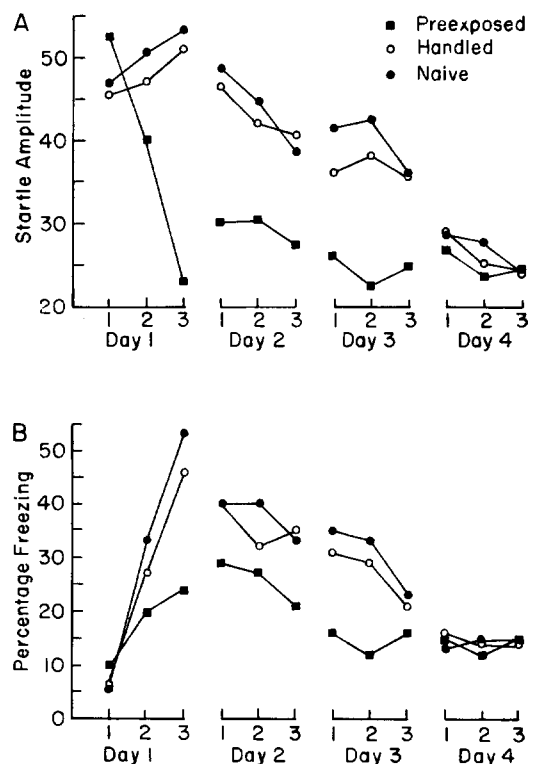 A
Preexposed
Handled
Naive
Startle Amplitude
50
40
30
20
1 2 3 1 2 3 1 2 3 1 2 3
Day 1 Day 2 Day 3 Day 4
B
Percentage Freezing
50
40
30
20
10
0
1 2 3 1 2 3 1 2 3 1 2 3
Day 1 Day 2 Day 3 Day 4